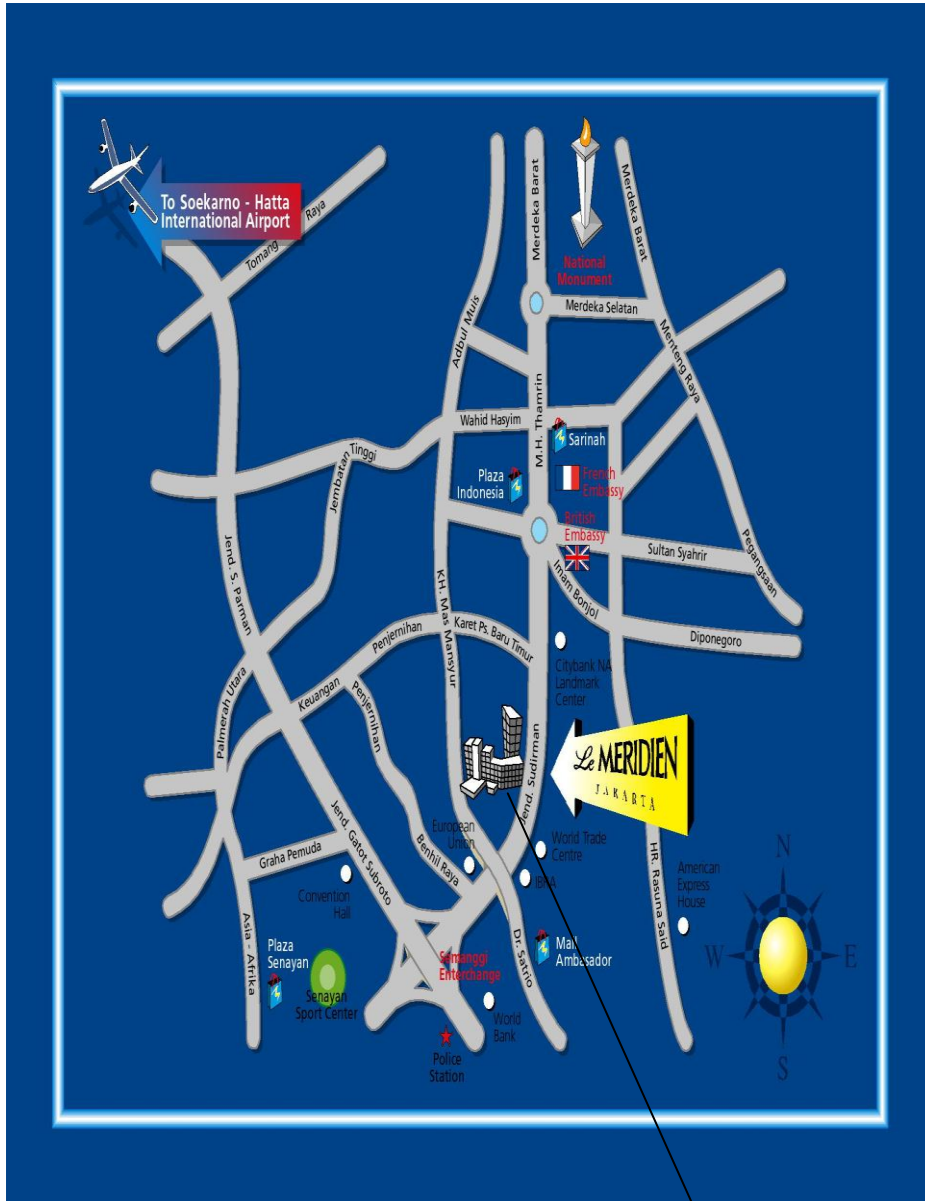 To Soekarno - Hatta
International Airport
Tomang Raya
Merdeka Barat
Merdeka Barat
National
Monument
Merdeka Selatan
Adbul Muis
Menteng Raya
Wahid Hasyim
M.H. Thamrin
Sarinah
Jembatan Tinggi
Plaza
Indonesia
French
Embassy
British
Embassy
Jend. S. Parman
Sultan Syahrir
Pegangsaan
KH. Mas Mansyur
Imam Bonjol
Penjernihan
Karet Ps. Baru Timur
Diponegoro
Citybank NA
Landmark
Center
Palmerah Utara
Keuangan
Penjernihan
Le MERIDIEN
JAKARTA
Jend. Sudirman
Jend. Gatot Subroto
European
Union
World Trade
Centre
Graha Pemuda
Benhil Raya
IBRA
HR. Rasuna Said
American
Express
House
Convention
Hall
N
W
E
S
Asia - Afrika
Plaza
Senayan
Semanggi
Enterchange
Dr. Satrio
Mall
Ambasador
Senayan
Sport Center
World
Bank
Police
Station